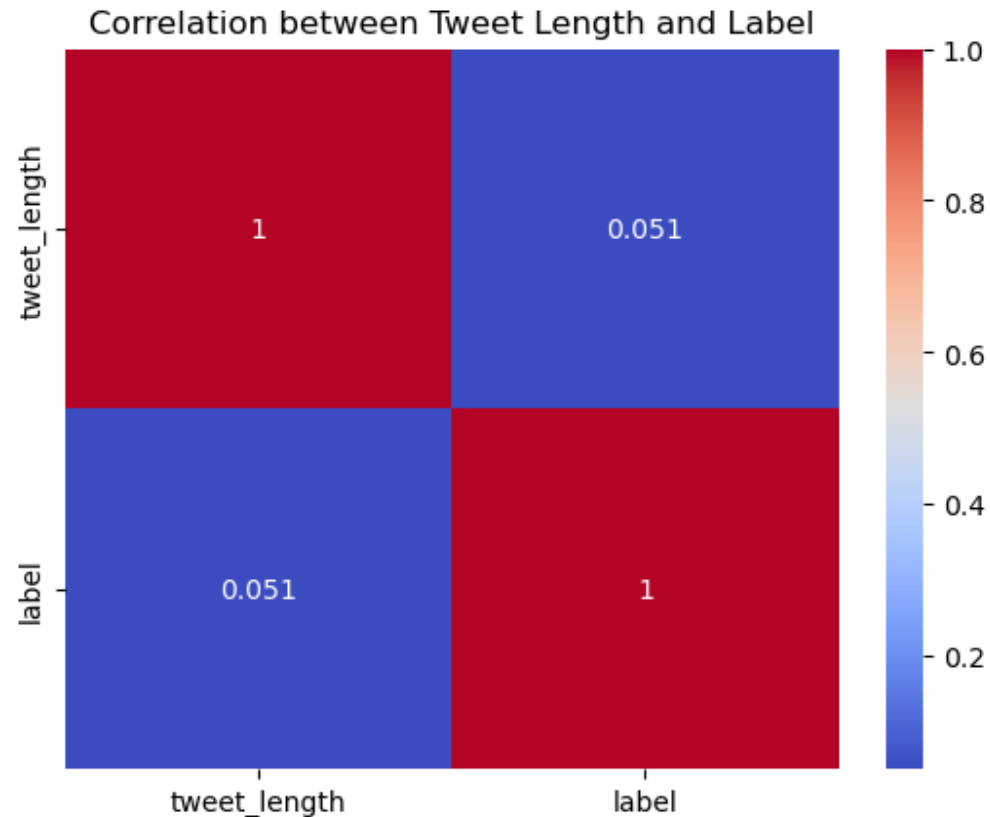 Correlation between Tweet Length and Label
tweet_length
1
0.051
label
0.051
1
tweet_length
label
1.0
0.8
0.6
0.4
0.2